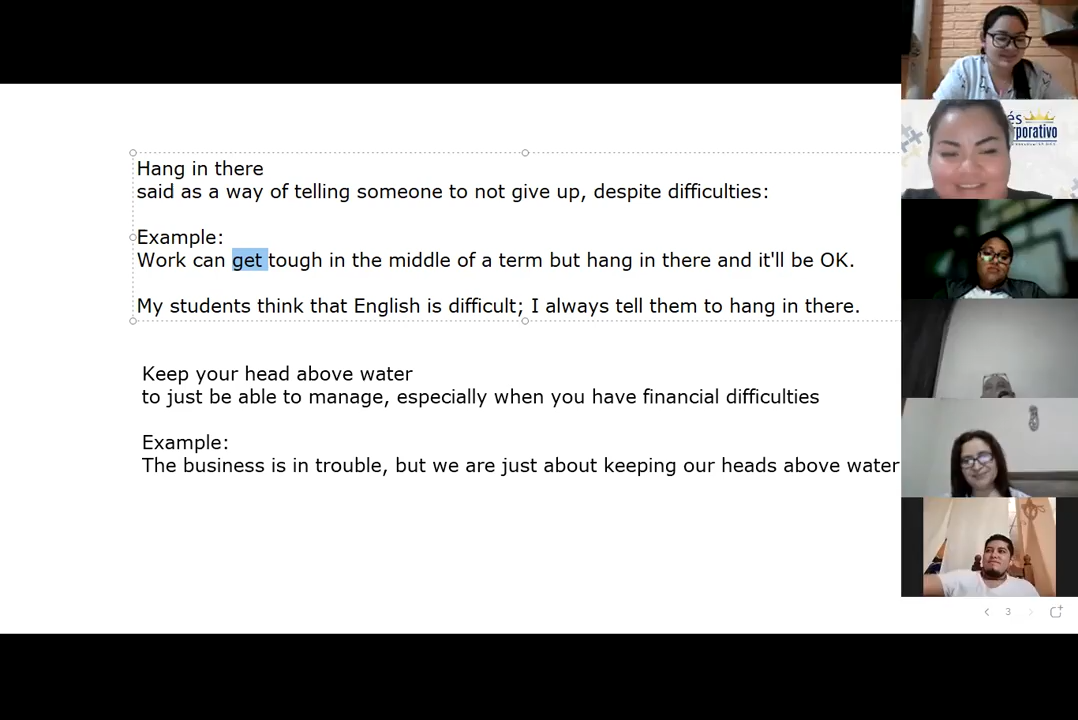 Hang in there
said as a way of telling someone to not give up, despite difficulties:
Example:
Work can get tough in the middle of a term but hang in there and it'll be OK.
My students think that English is difficult; I always tell them to hang in there.
Keep your head above water
to just be able to manage, especially when you have financial difficulties
Example:
The business is in trouble, but we are just about keeping our heads above water
és
rporativo
3